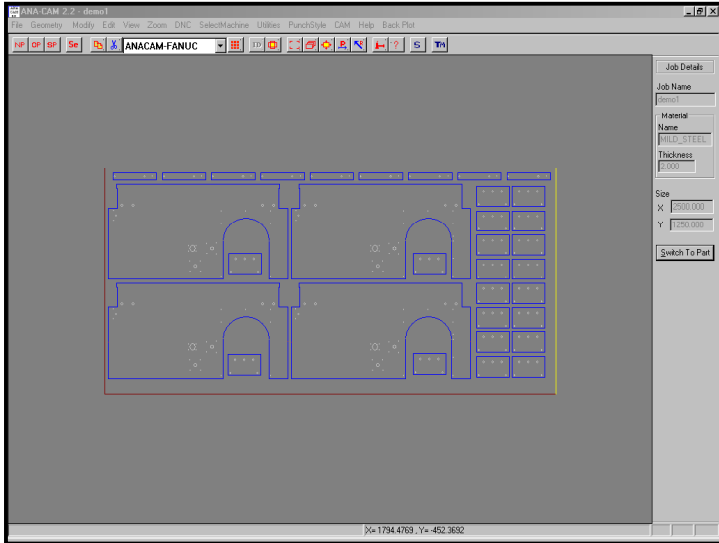 ANA-CAM 2.2 - demo1
File Geometry Modify Edit View Zoom DNC SelectMachine Utilities PunchStyle CAM Help Back Plot
NP OP SP Se ANACAM-FANUC ID P ? S TM
Job Details
Job Name
demo1
Material
Name
MILD_STEEL
Thickness
2.000
Size
X 2500.000
Y 1250.000
Switch To Part
X= 1794.4769 , Y= -452.3692